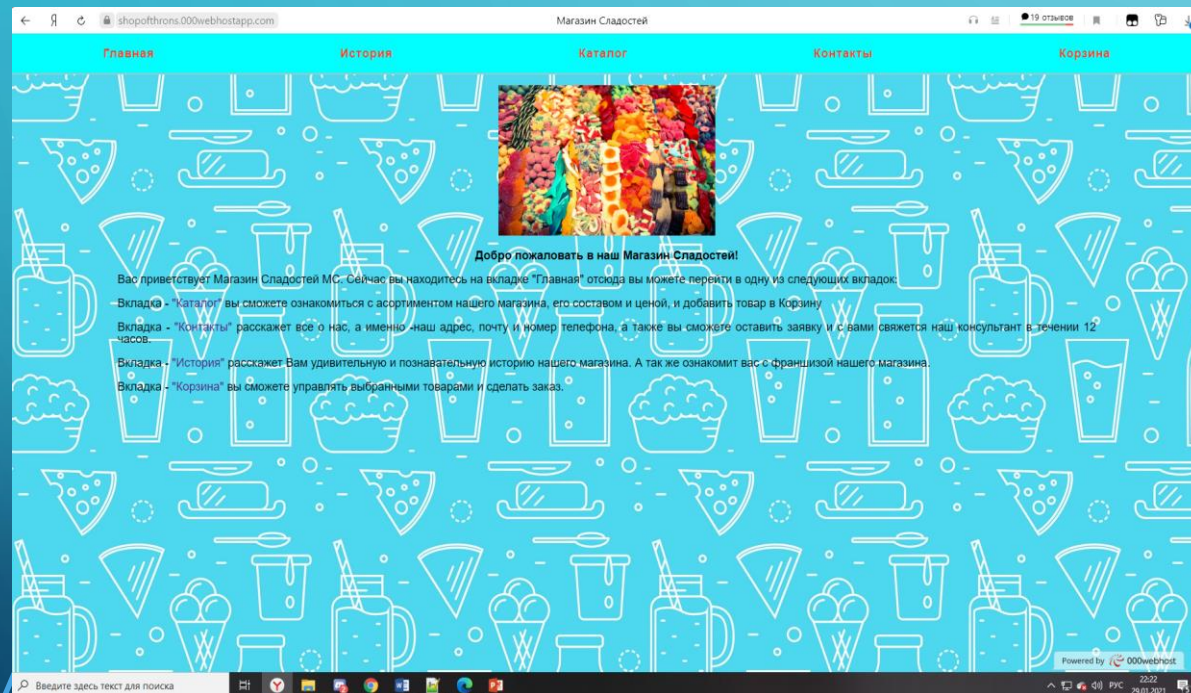 shopofthrons.000webhostapp.com
Магазин Сладостей
19 отзывов
Главная
История
Каталог
Контакты
Корзина
Добро пожаловать в наш Магазин Сладостей!
Вас приветствует Магазин Сладостей МС. Сейчас вы находитесь на вкладке "Главная" отсюда вы можете перейти в одну из следующих вкладок:
Вкладка - "Каталог" вы сможете ознакомиться с асортиментом нашего магазина, его составом и ценой, и добавить товар в Корзину
Вкладка - "Контакты" расскажет все о нас, а именно -наш адрес, почту и номер телефона, а также вы сможете оставить заявку и с вами свяжется наш консультант в течении 12
часов.
Вкладка - "История" расскажет Вам удивительную и познавательную историю нашего магазина. А так же ознакомит вас с франшизой нашего магазина.
Вкладка - "Корзина" вы сможете управлять выбранными товарами и сделать заказ.
Powered by 000webhost
Введите здесь текст для поиска
РУС
22:22
29.01.2021